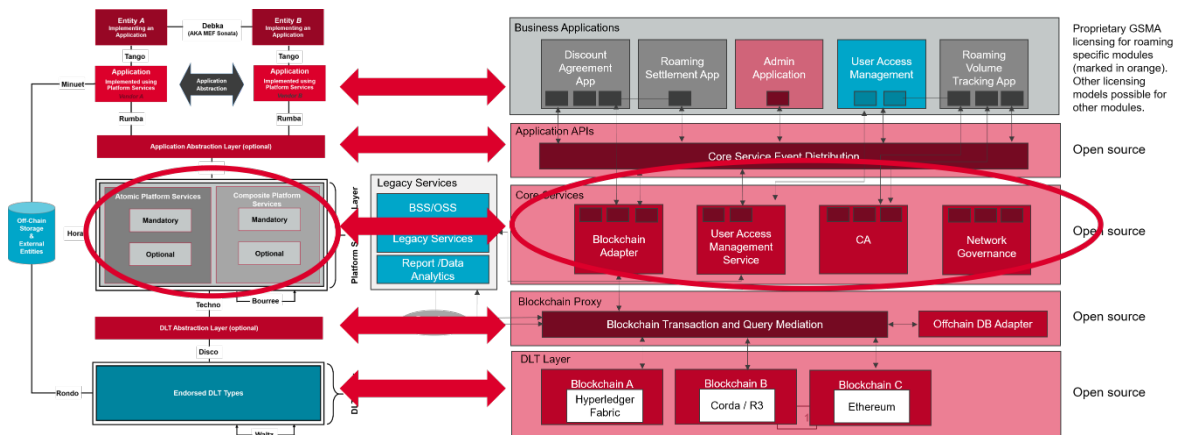 Entity A
Implementing an
Application
Debka
(AKA MEF Sonata)
Entity B
Implementing an
Application
Tango
Tango
Minuet
Application
Implemented using
Platform Services
Application
Abstraction
Application
Implemented using
Platform Services
Rumba
Rumba
Application Abstraction Layer (optional)
Atomic Platform Services
Mandatory
Optional
Composite Platform
Services
Mandatory
Optional
Layer
Platform S
Off-Chain
Storage
&
External
Entities
Hora
Bourree
Techno
DLT Abstraction Layer (optional)
Disco
Endorsed DLT Types
Rondo
Waltz
Legacy Services
BSS/OSS
Legacy Services
Report /Data
Analytics
Business Applications
Discount
Agreement
App
Roaming
Settlement App
Admin
Application
User Access
Management
Roaming
Volume
Tracking App
Proprietary GSMA
licensing for roaming
specific modules
(marked in orange).
Other licensing
models possible for
other modules.
Application APIs
Core Service Event Distribution
Open source
Core Services
Blockchain
Adapter
User Access
Management
Service
CA
Network
Governance
Open source
Blockchain Proxy
Blockchain Transaction and Query Mediation
Offchain DB Adapter
Open source
DLT Layer
Blockchain A
Hyperledger
Fabric
Blockchain B
Corda / R3
Blockchain C
Ethereum
1
Open source